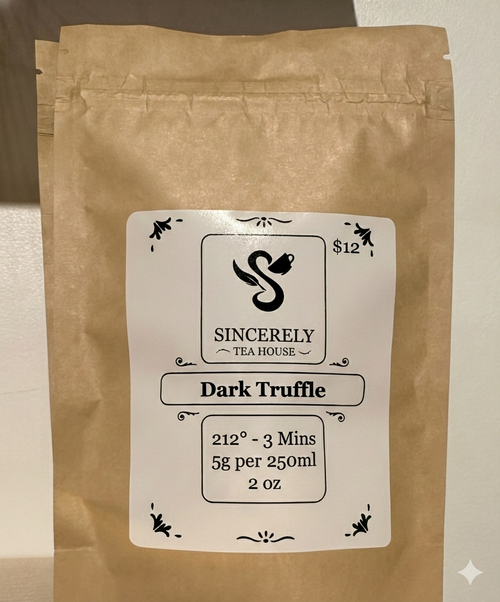 $12
SINCERELY
TEA HOUSE
Dark Truffle
212° - 3 Mins
5g per 250ml
2 oz